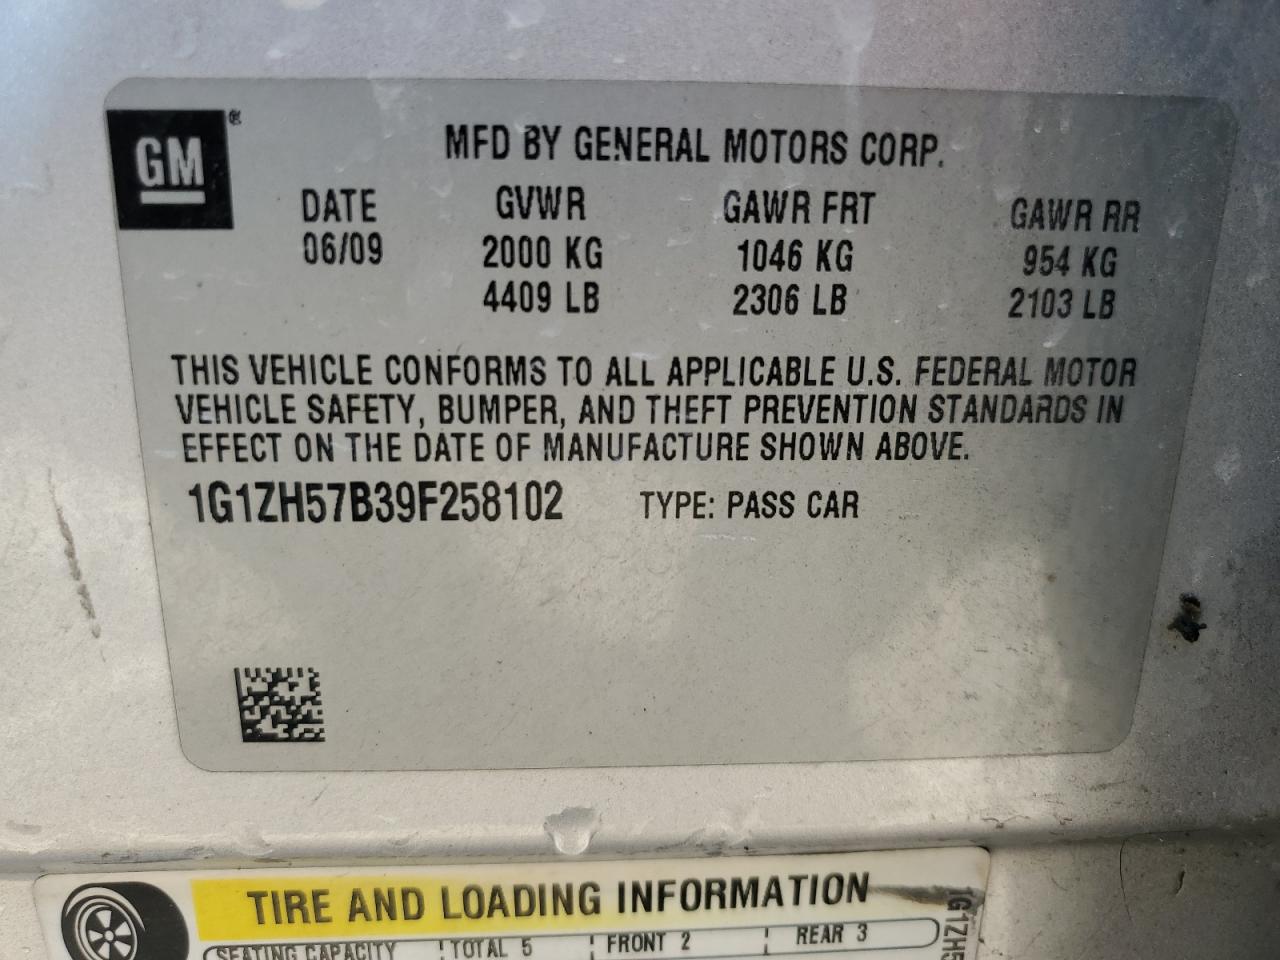 GM®
MFD BY GENERAL MOTORS CORP.
DATE GVWR GAWR FRT GAWR RR
06/09 2000 KG 1046 KG 954 KG
4409 LB 2306 LB 2103 LB
THIS VEHICLE CONFORMS TO ALL APPLICABLE U.S. FEDERAL MOTOR
VEHICLE SAFETY, BUMPER, AND THEFT PREVENTION STANDARDS IN
EFFECT ON THE DATE OF MANUFACTURE SHOWN ABOVE.
1G1ZH57B39F258102 TYPE: PASS CAR
TIRE AND LOADING INFORMATION
SEATING CAPACITY TOTAL 5 FRONT 2 REAR 3
1G1ZH5